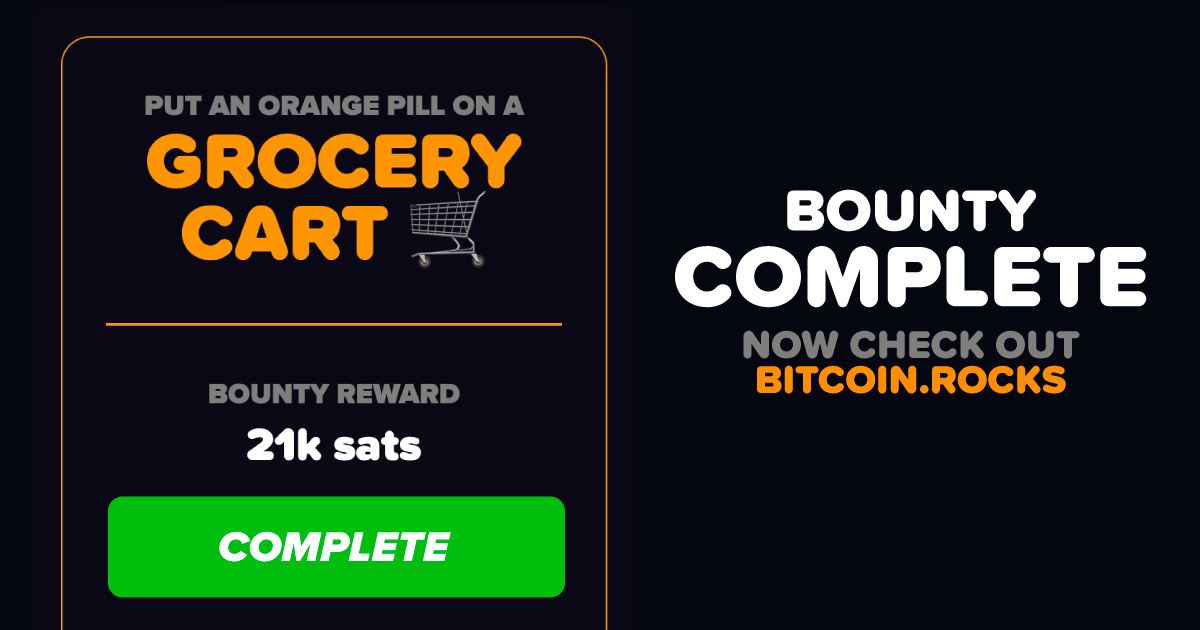 PUT AN ORANGE PILL ON A
GROCERY
CART
BOUNTY REWARD
21k sats
COMPLETE
BOUNTY
COMPLETE
NOW CHECK OUT
BITCOIN.ROCKS